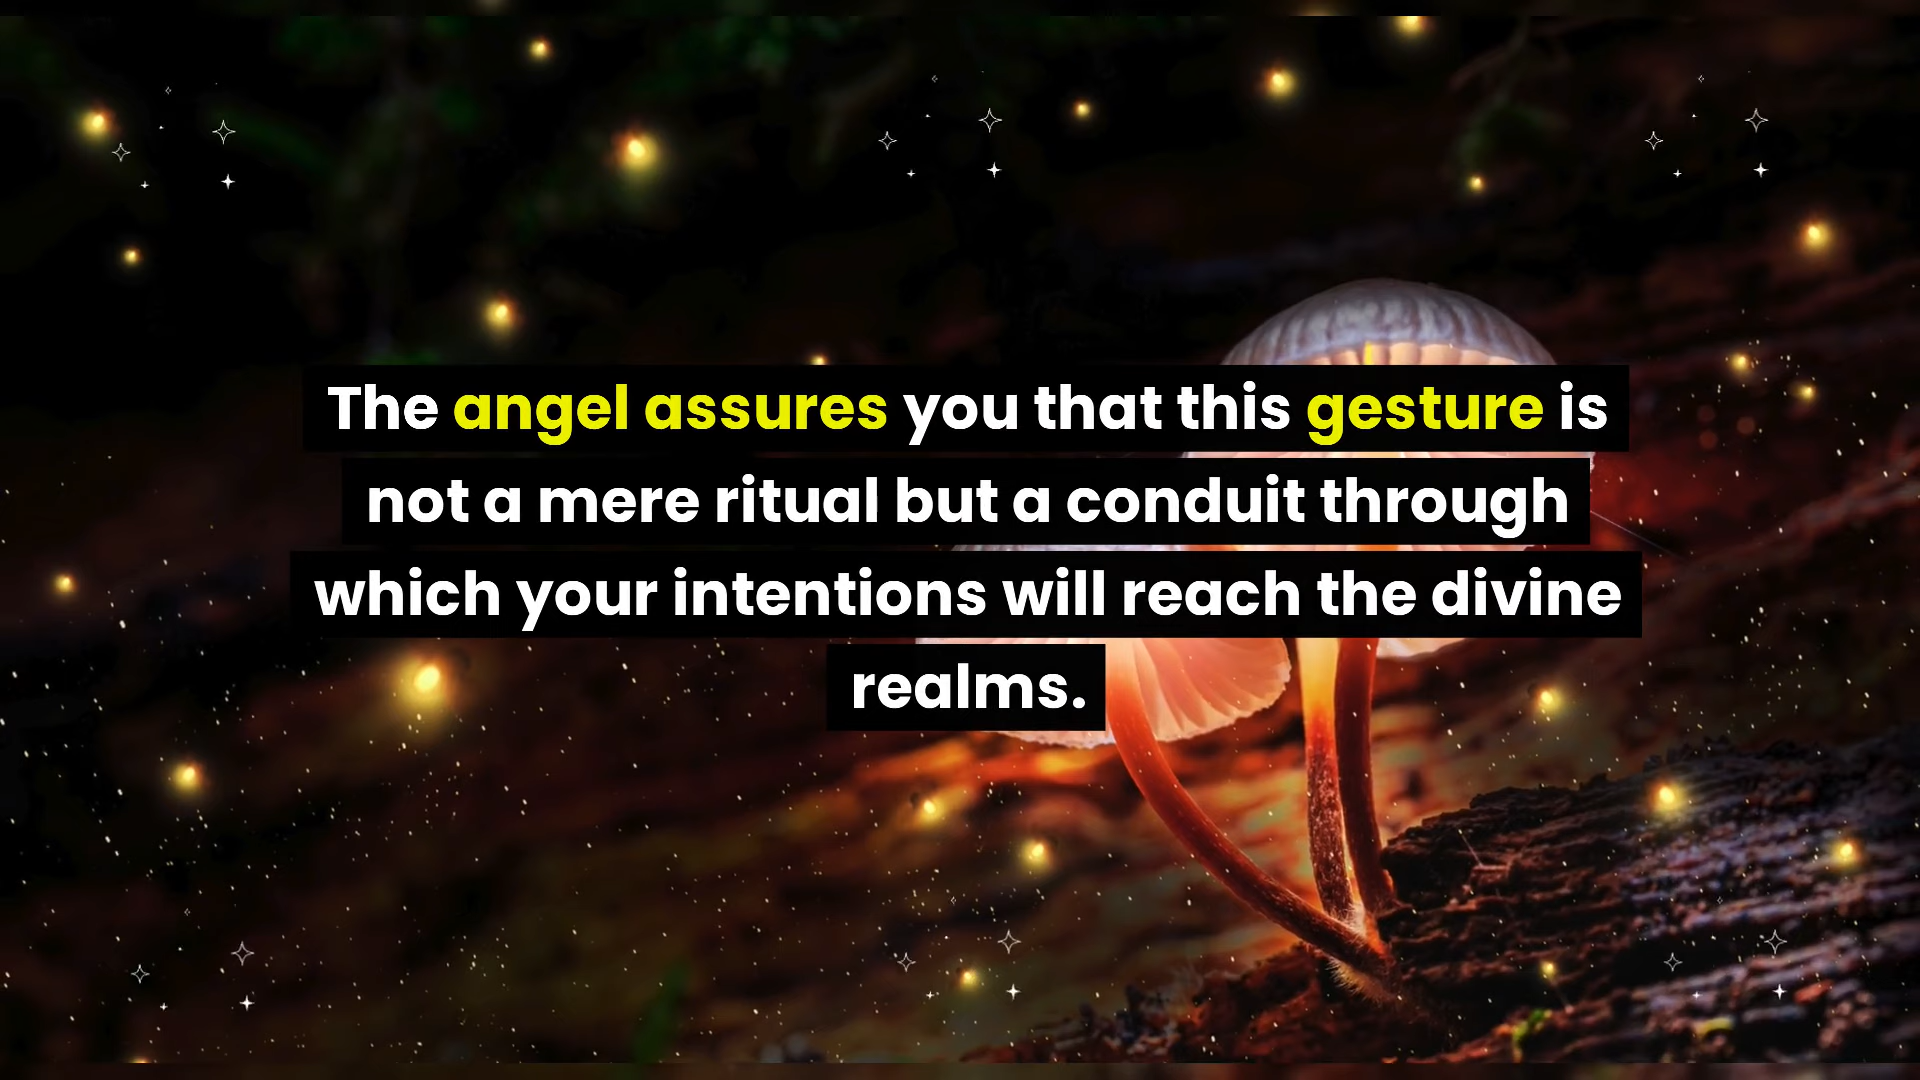 The angel assures you that this gesture is
not a mere ritual but a conduit through
which your intentions will reach the divine
realms.